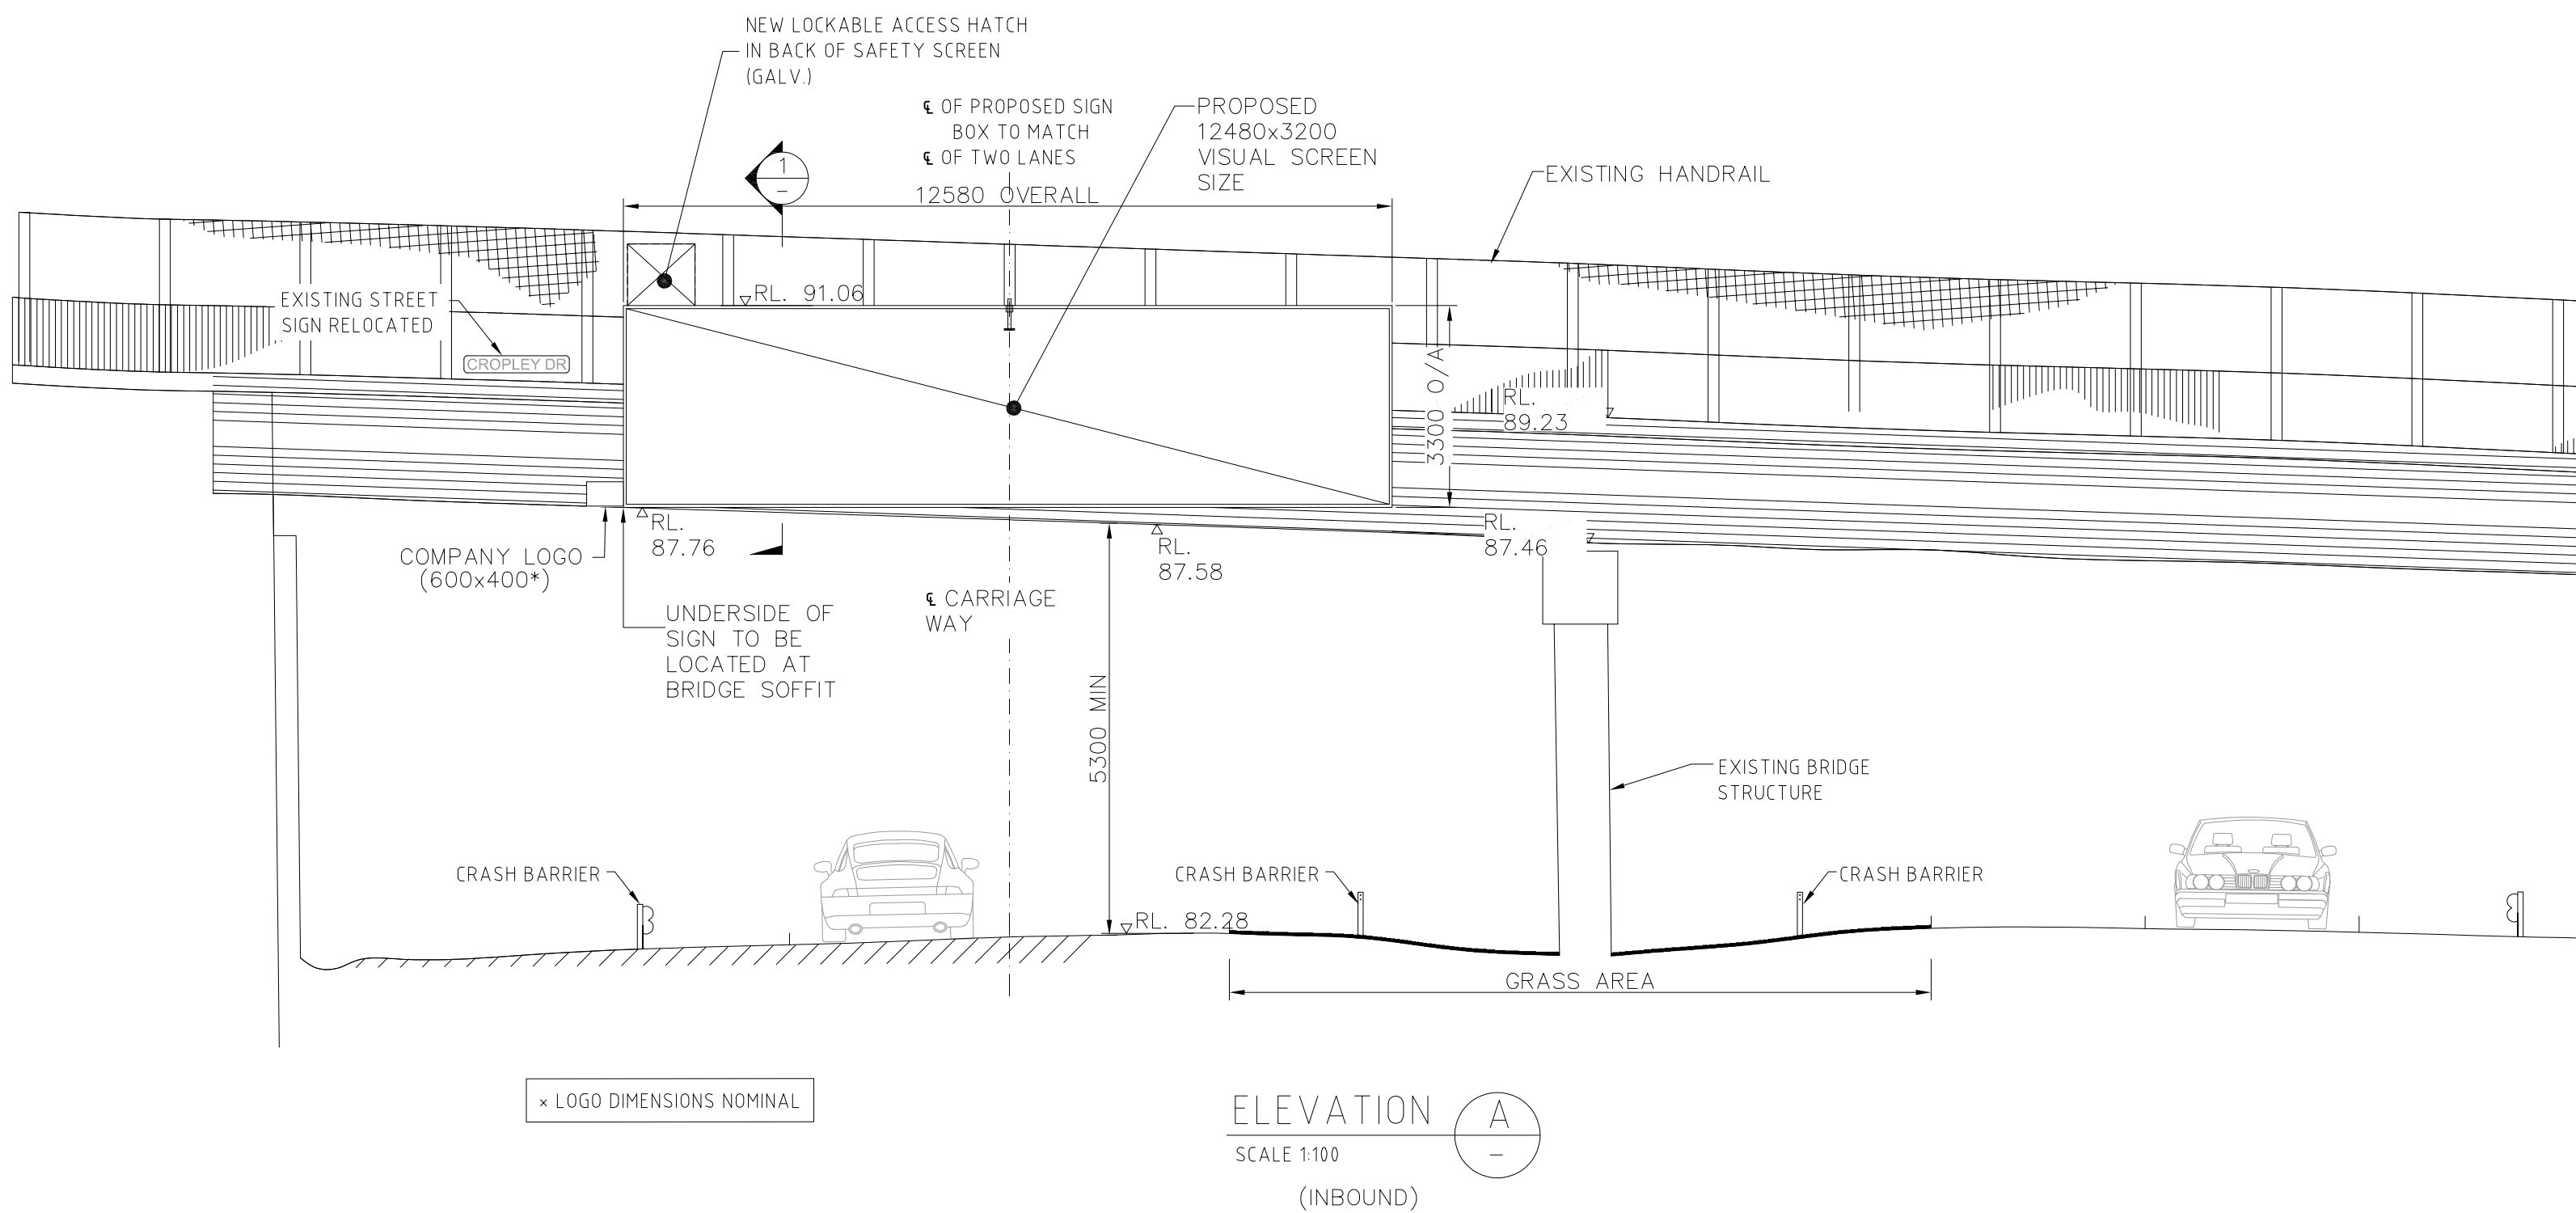 NEW LOCKABLE ACCESS HATCH
IN BACK OF SAFETY SCREEN
(GALV.)
℄ OF PROPOSED SIGN
BOX TO MATCH
℄ OF TWO LANES
PROPOSED
12480x3200
VISUAL SCREEN
SIZE
1
-
12580 OVERALL
EXISTING HANDRAIL
EXISTING STREET
SIGN RELOCATED
CROPLEY DR
RL. 91.06
3300 O/A
RL.
89.23
RL.
87.76
RL.
87.58
RL.
87.46
COMPANY LOGO
(600x400*)
UNDERSIDE OF
SIGN TO BE
LOCATED AT
BRIDGE SOFFIT
℄ CARRIAGE
WAY
5300 MIN
EXISTING BRIDGE
STRUCTURE
CRASH BARRIER
CRASH BARRIER
CRASH BARRIER
RL. 82.28
GRASS AREA
× LOGO DIMENSIONS NOMINAL
ELEVATION
A
-
SCALE 1:100
(INBOUND)